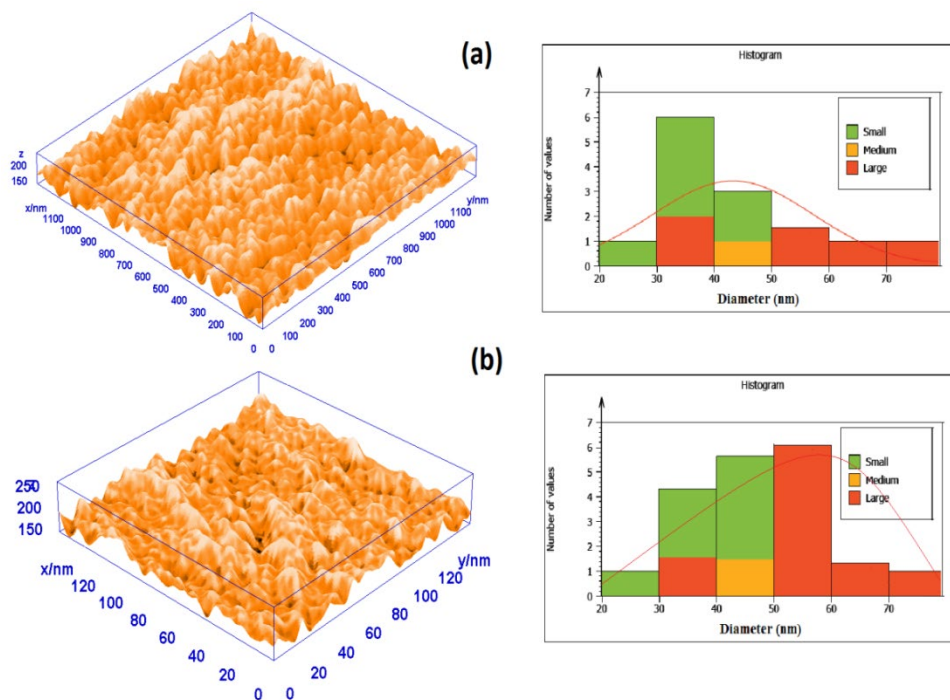 (a)
z
200
150
x/nm
1100
1000
900
800
700
600
500
400
300
200
100
0
y/nm
1100
1000
900
800
700
600
500
400
300
200
100
0
Histogram
Number of values
7
6
5
4
3
2
1
0
Small
Medium
Large
20 30 40 50 60 70
Diameter (nm)
(b)
250
200
150
x/nm
120
100
80
60
40
20
0
y/nm
120
100
80
60
40
20
0
Histogram
Number of values
7
6
5
4
3
2
1
0
Small
Medium
Large
20 30 40 50 60 70
Diameter (nm)